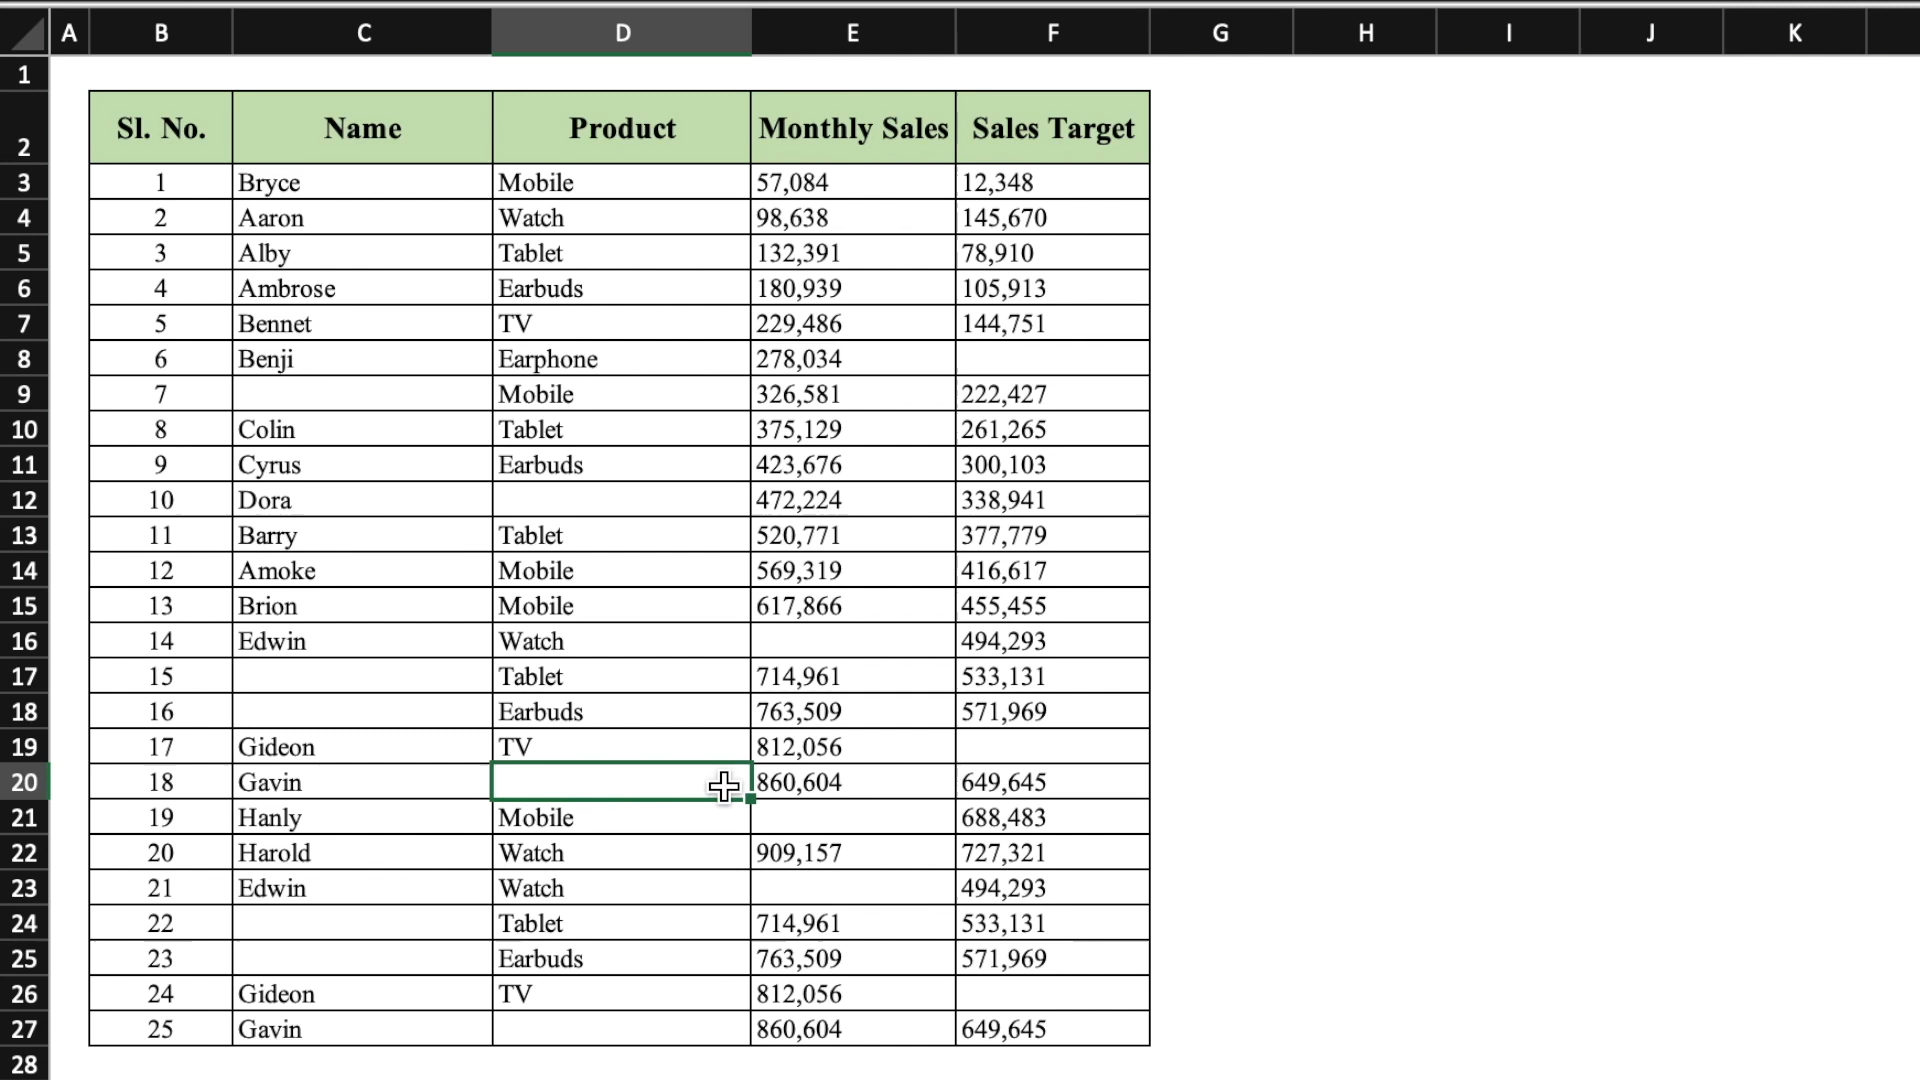 A B C D E F G H I J K
1
2 Sl. No. Name Product Monthly Sales Sales Target
3 1 Bryce Mobile 57,084 12,348
4 2 Aaron Watch 98,638 145,670
5 3 Alby Tablet 132,391 78,910
6 4 Ambrose Earbuds 180,939 105,913
7 5 Bennet TV 229,486 144,751
8 6 Benji Earphone 278,034
9 7 Mobile 326,581 222,427
10 8 Colin Tablet 375,129 261,265
11 9 Cyrus Earbuds 423,676 300,103
12 10 Dora 472,224 338,941
13 11 Barry Tablet 520,771 377,779
14 12 Amoke Mobile 569,319 416,617
15 13 Brion Mobile 617,866 455,455
16 14 Edwin Watch 494,293
17 15 Tablet 714,961 533,131
18 16 Earbuds 763,509 571,969
19 17 Gideon TV 812,056
20 18 Gavin 860,604 649,645
21 19 Hanly Mobile 688,483
22 20 Harold Watch 909,157 727,321
23 21 Edwin Watch 494,293
24 22 Tablet 714,961 533,131
25 23 Earbuds 763,509 571,969
26 24 Gideon TV 812,056
27 25 Gavin 860,604 649,645
28